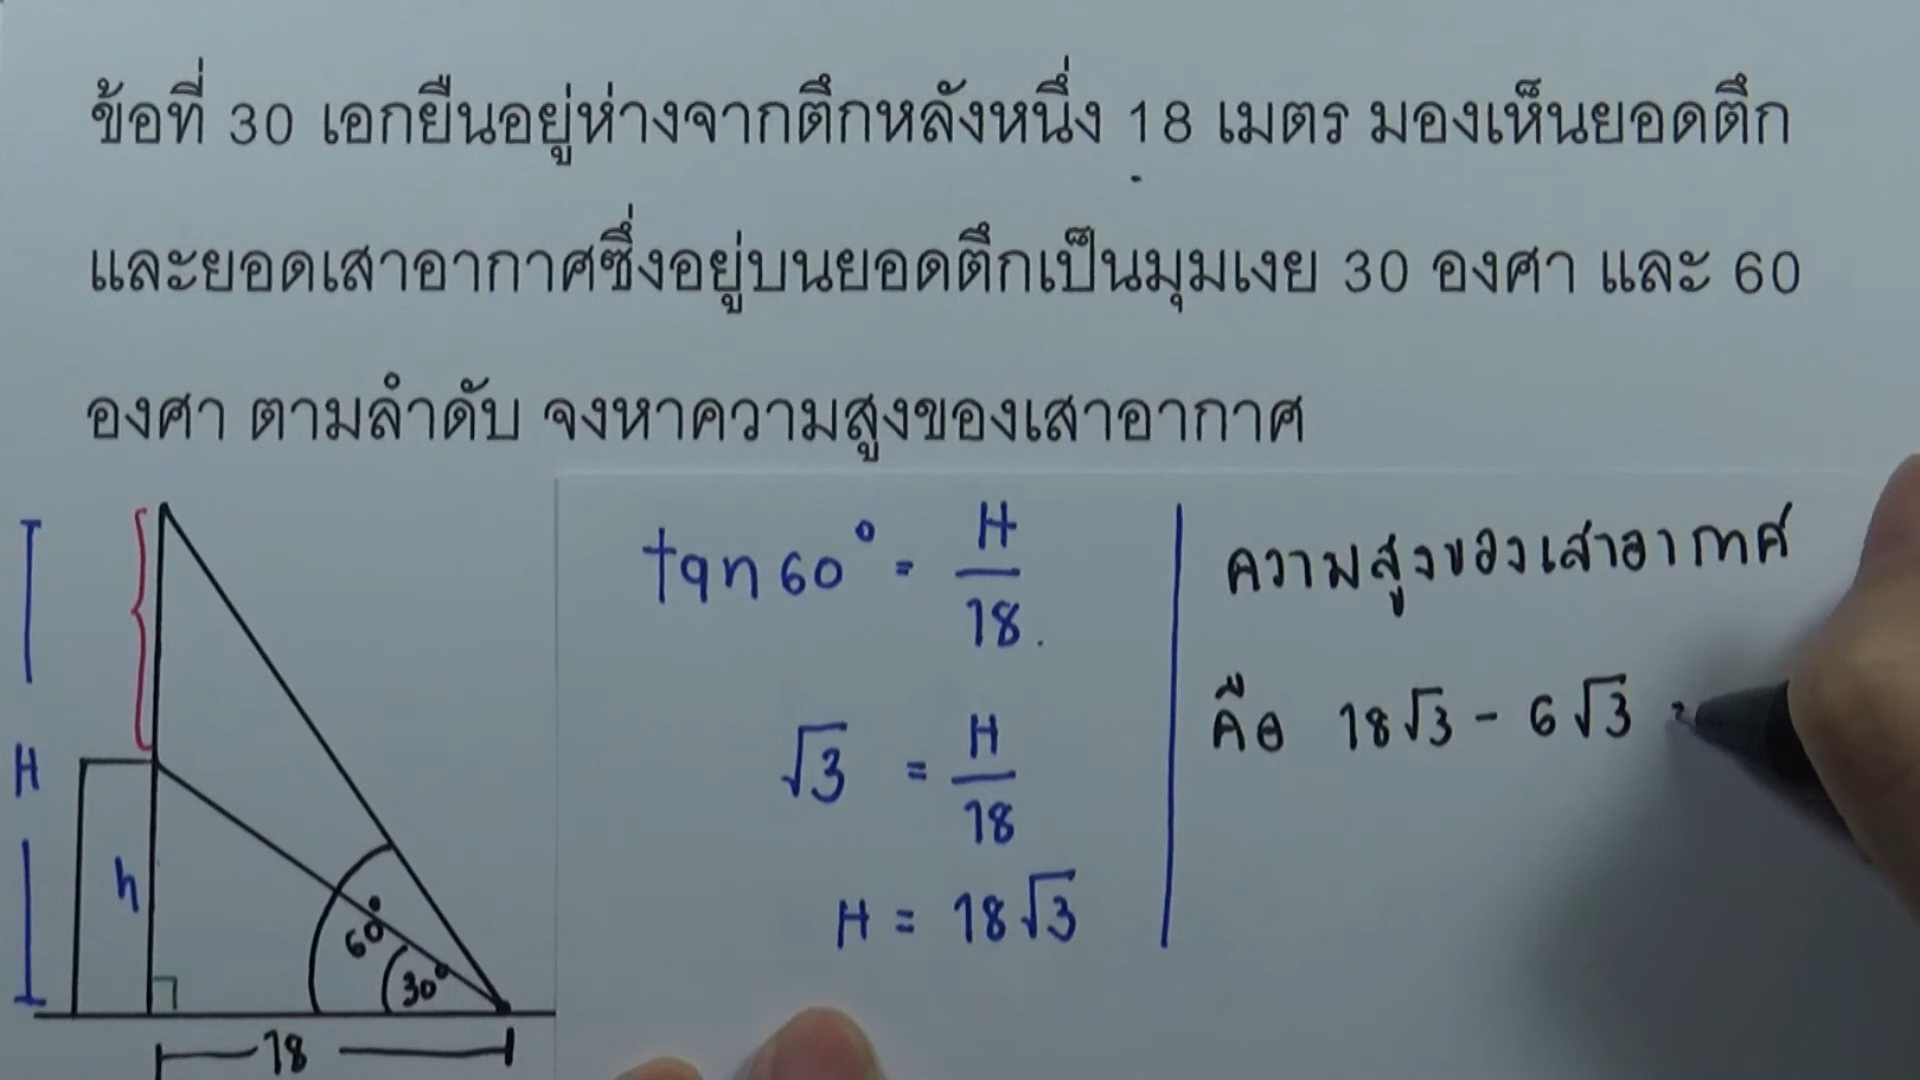 ข้อที่ 30 เอกยืนอยู่ห่างจากตึกหลังหนึ่ง 18 เมตร มองเห็นยอดตึก
และยอดเสาอากาศซึ่งอยู่บนยอดตึกเป็นมุมเงย 30 องศา และ 60
องศา ตามลำดับ จงหาความสูงของเสาอากาศ
H
h
60°
30°
18
tan 60° = H/18
√3 = H/18
H = 18√3
ความสูงของเสาอากาศ
คือ 18√3 - 6√3